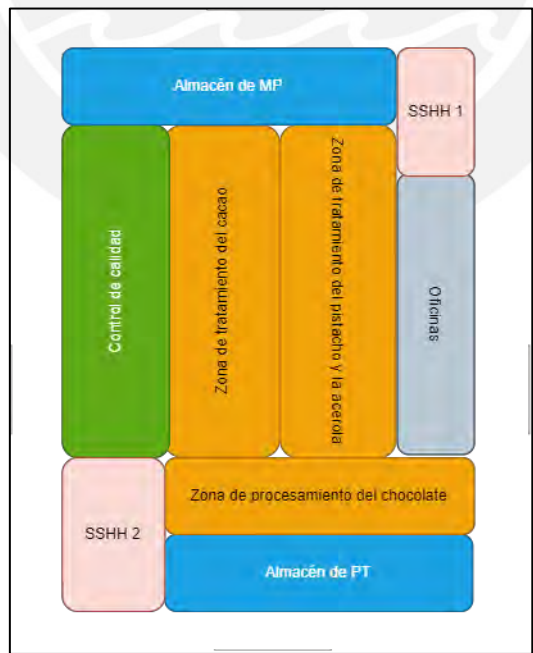 Almacén de MP
SSHH 1
Control de calidad
Zona de tratamiento del cacao
Zona de tratamiento del pistacho y la acerola
Oficinas
Zona de procesamiento del chocolate
SSHH 2
Almacén de PT